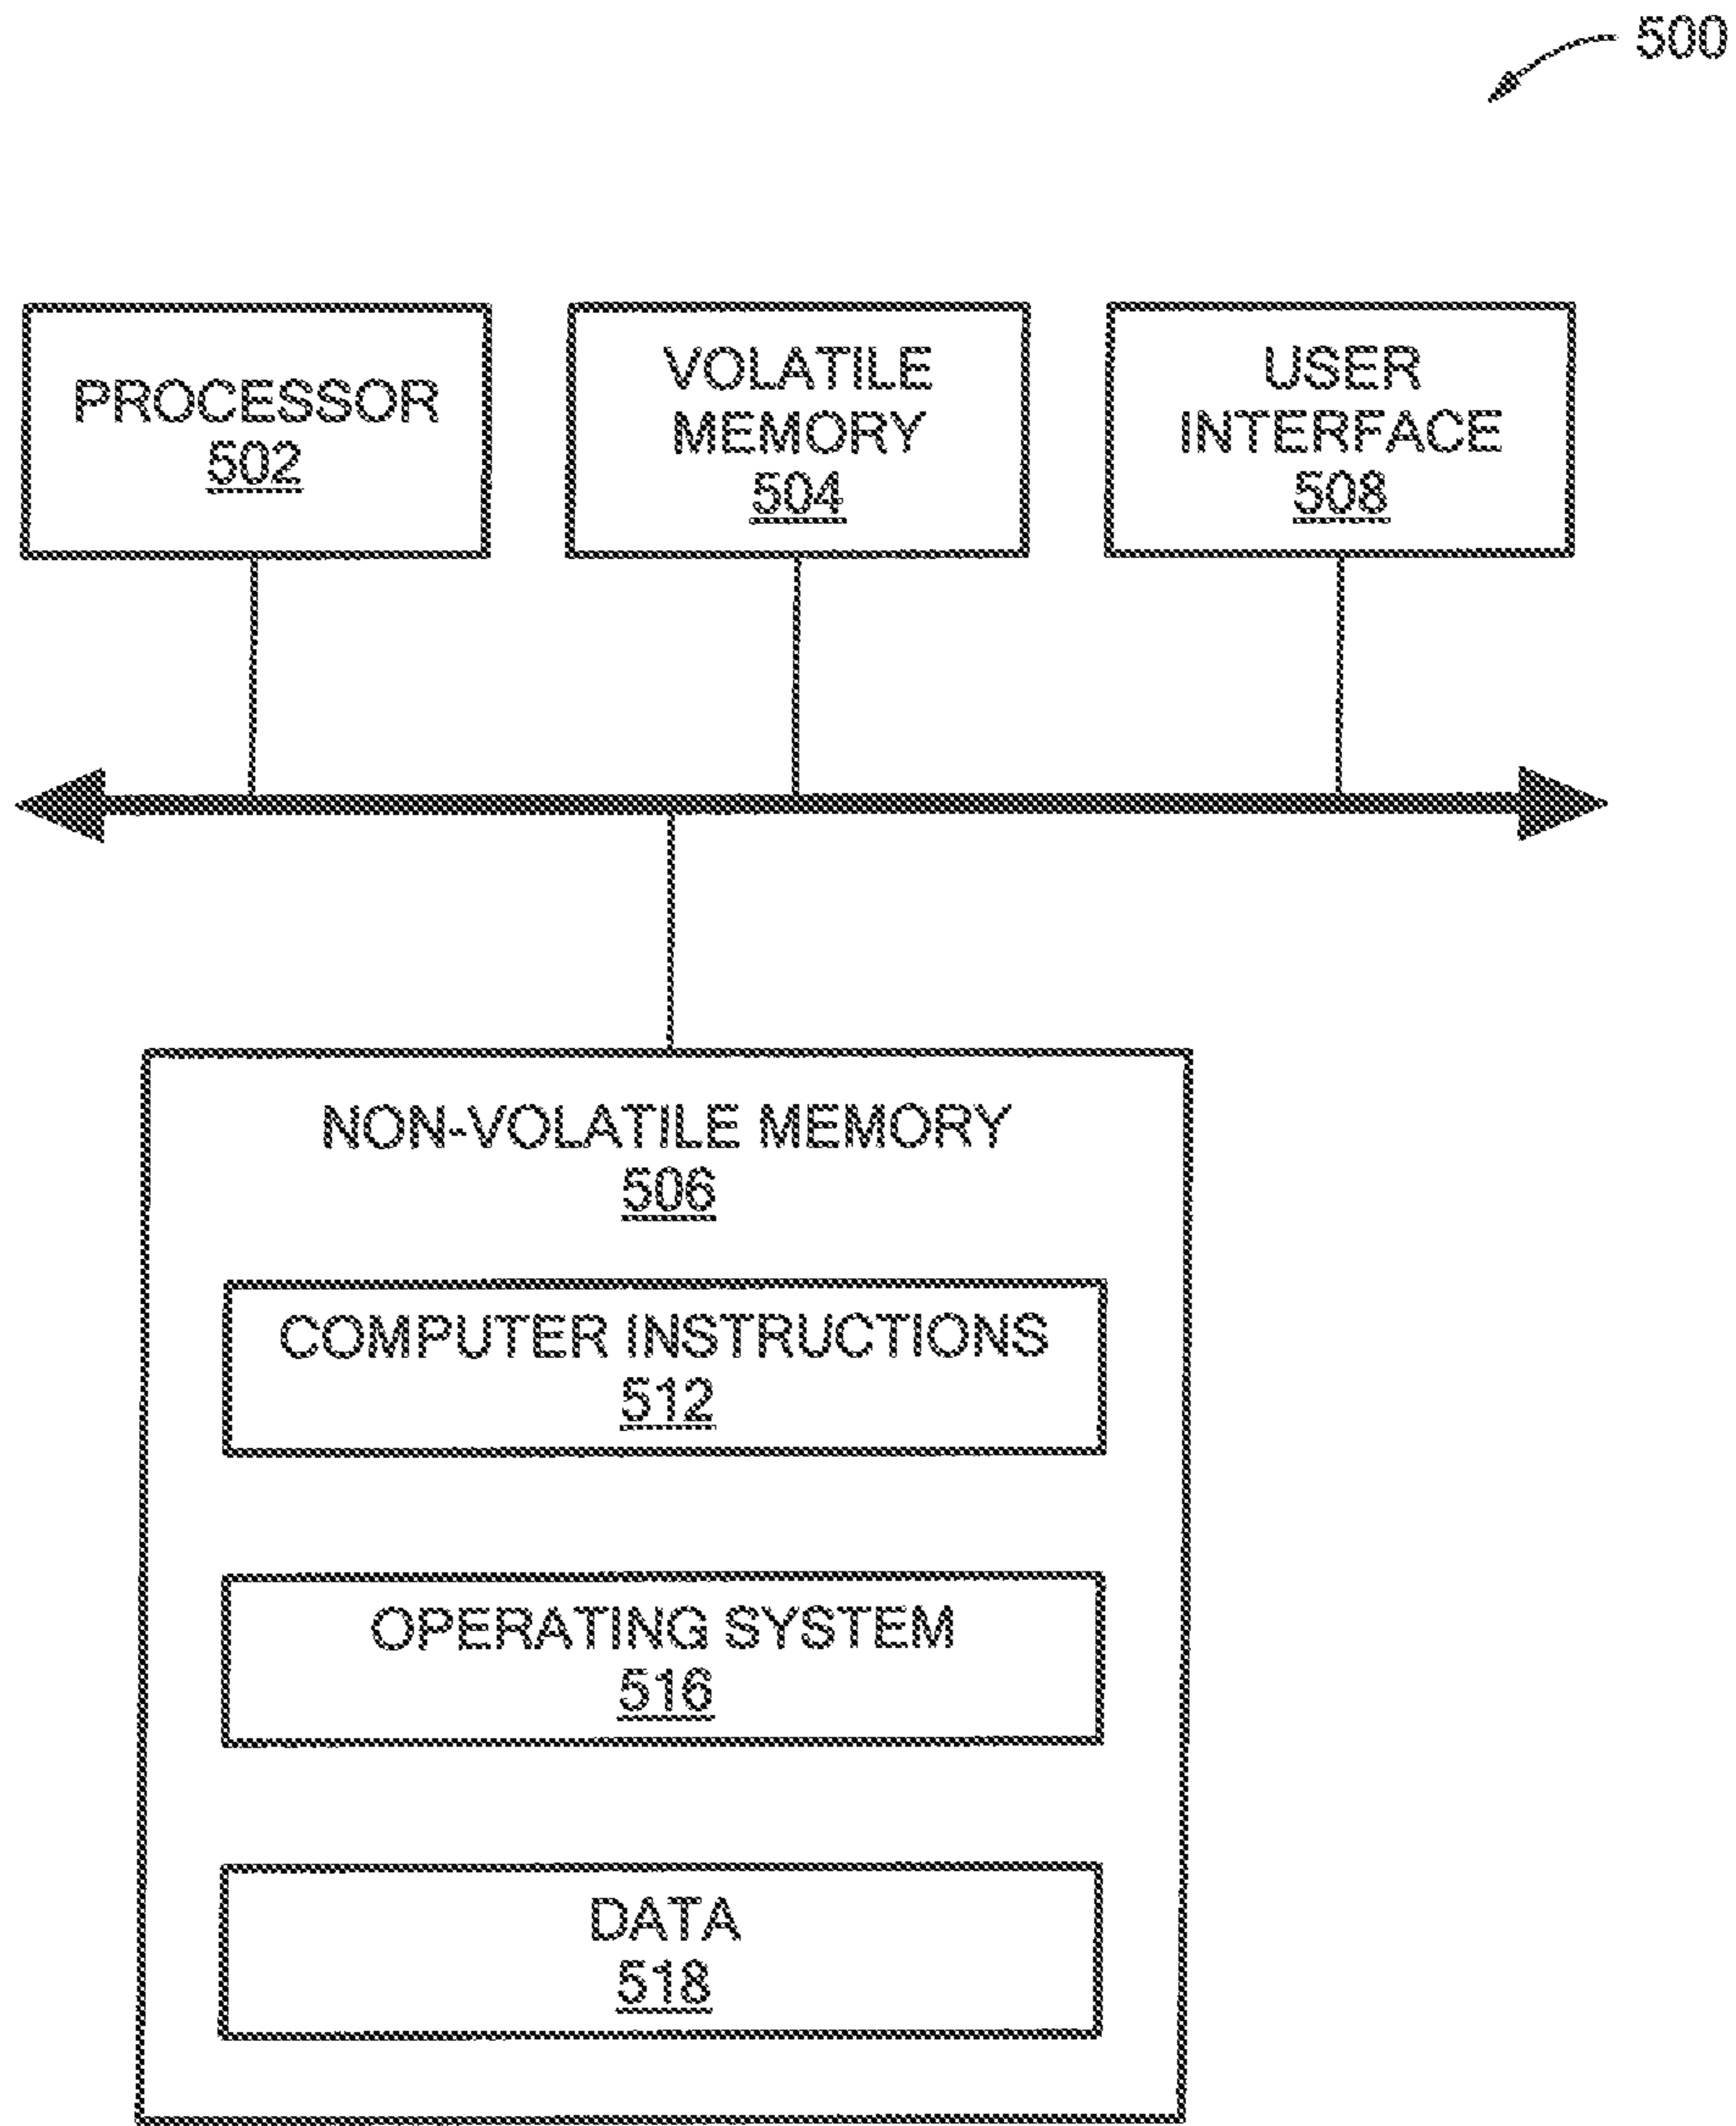 500
PROCESSOR
502
VOLATILE
MEMORY
504
USER
INTERFACE
508
NON-VOLATILE MEMORY
506
COMPUTER INSTRUCTIONS
512
OPERATING SYSTEM
516
DATA
518